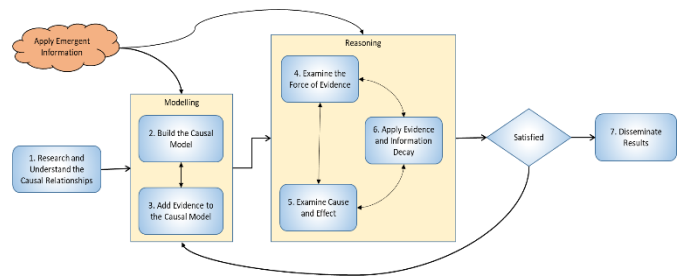 Apply Emergent
Information
Reasoning
4. Examine the
Force of Evidence
Modelling
2. Build the Causal
Model
6. Apply Evidence
and Information
Decay
Satisfied
7. Disseminate
Results
1. Research and
Understand the
Causal Relationships
3. Add Evidence to
the Causal Model
5. Examine Cause
and Effect